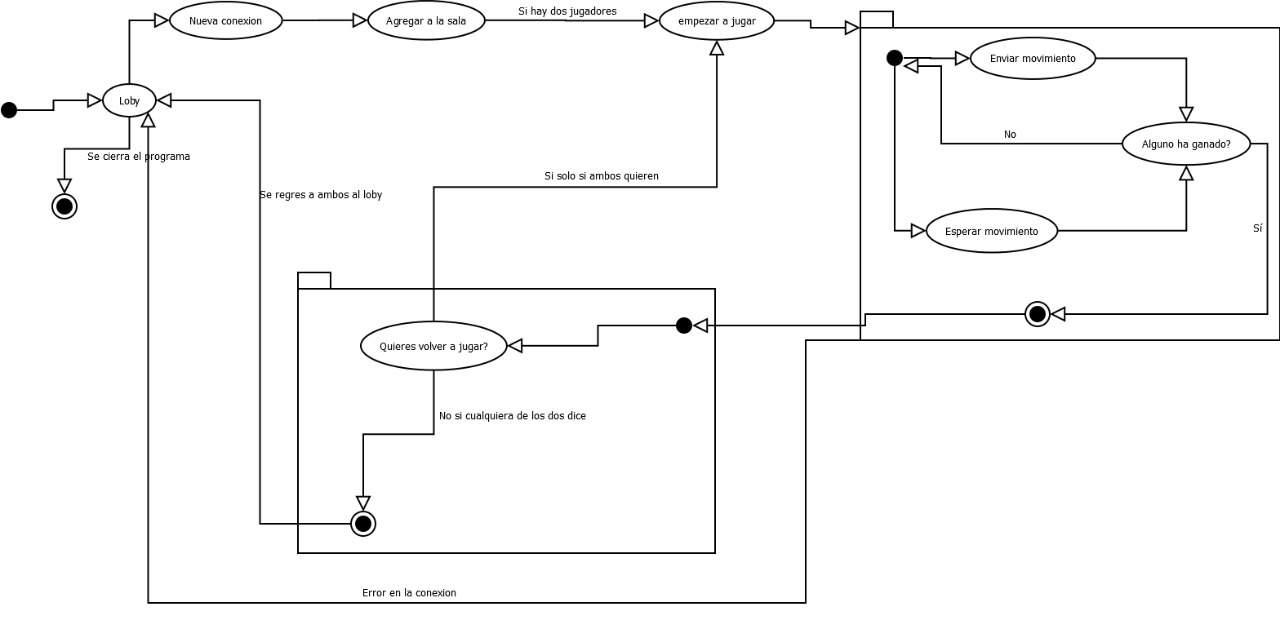 Nueva conexion
Agregar a la sala
Si hay dos jugadores
empezar a jugar
Loby
Se cierra el programa
Enviar movimiento
No
Alguno ha ganado?
Esperar movimiento
Sí
Si solo si ambos quieren
Se regres a ambos al loby
Quieres volver a jugar?
No si cualquiera de los dos dice
Error en la conexion